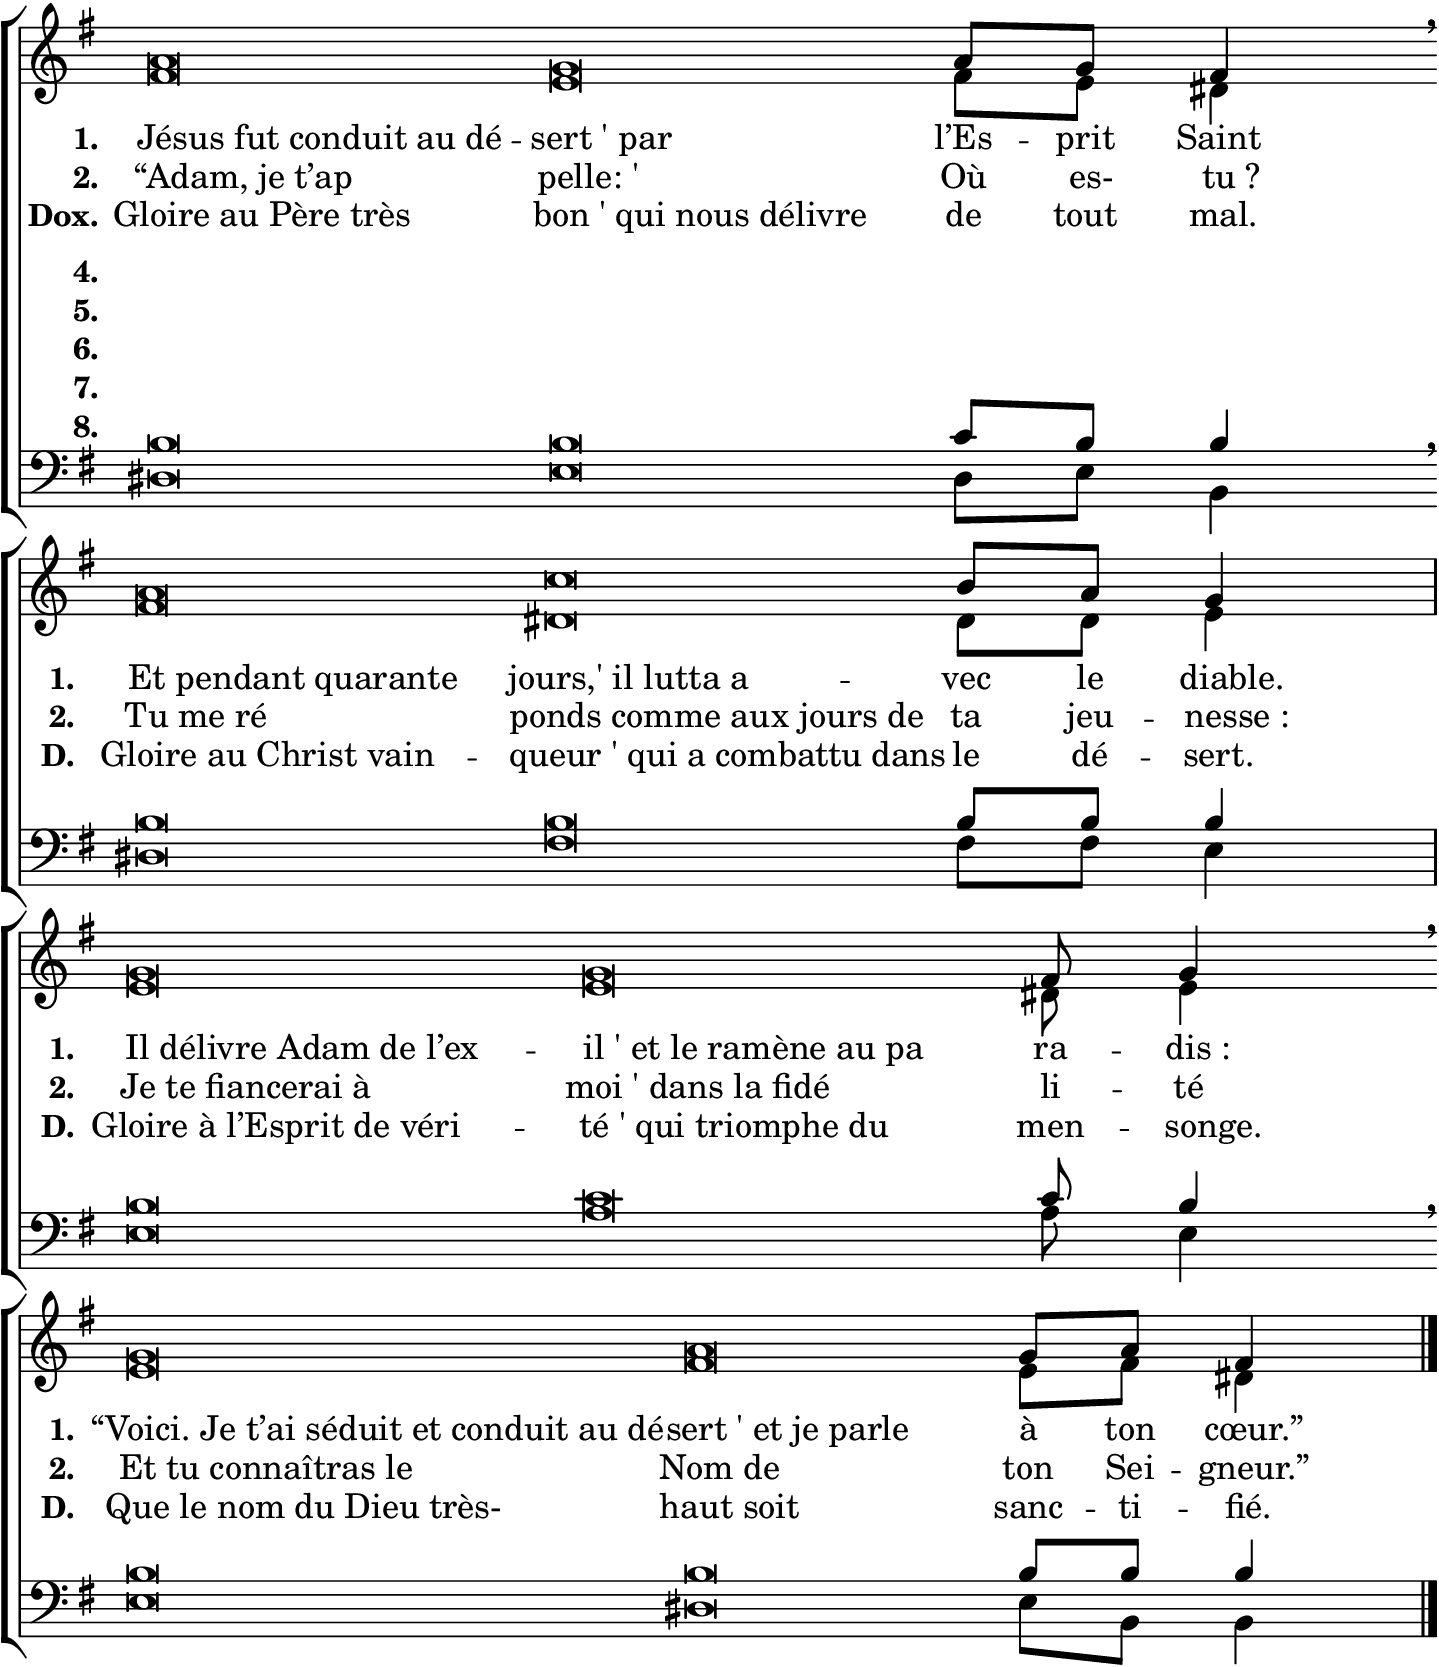 1. Jésus fut conduit au dé -- sert ' par l’Es -- prit Saint
2. “Adam, je t’ap pelle: ' Où es- tu ?
Dox. Gloire au Père très bon ' qui nous délivre de tout mal.
4.
5.
6.
7.
8.
1. Et pendant quarante jours,' il lutta a -- vec le diable.
2. Tu me ré ponds comme aux jours de ta jeu -- nesse :
D. Gloire au Christ vain -- queur ' qui a combattu dans le dé -- sert.
1. Il délivre Adam de l’ex -- il ' et le ramène au pa ra -- dis :
2. Je te fiancerai à moi ' dans la fidé li -- té
D. Gloire à l’Esprit de véri -- té ' qui triomphe du men -- songe.
1. “Voici. Je t’ai séduit et conduit au désert ' et je parle à ton cœur.”
2. Et tu connaîtras le Nom de ton Sei -- gneur.”
D. Que le nom du Dieu très- haut soit sanc -- ti -- fié.